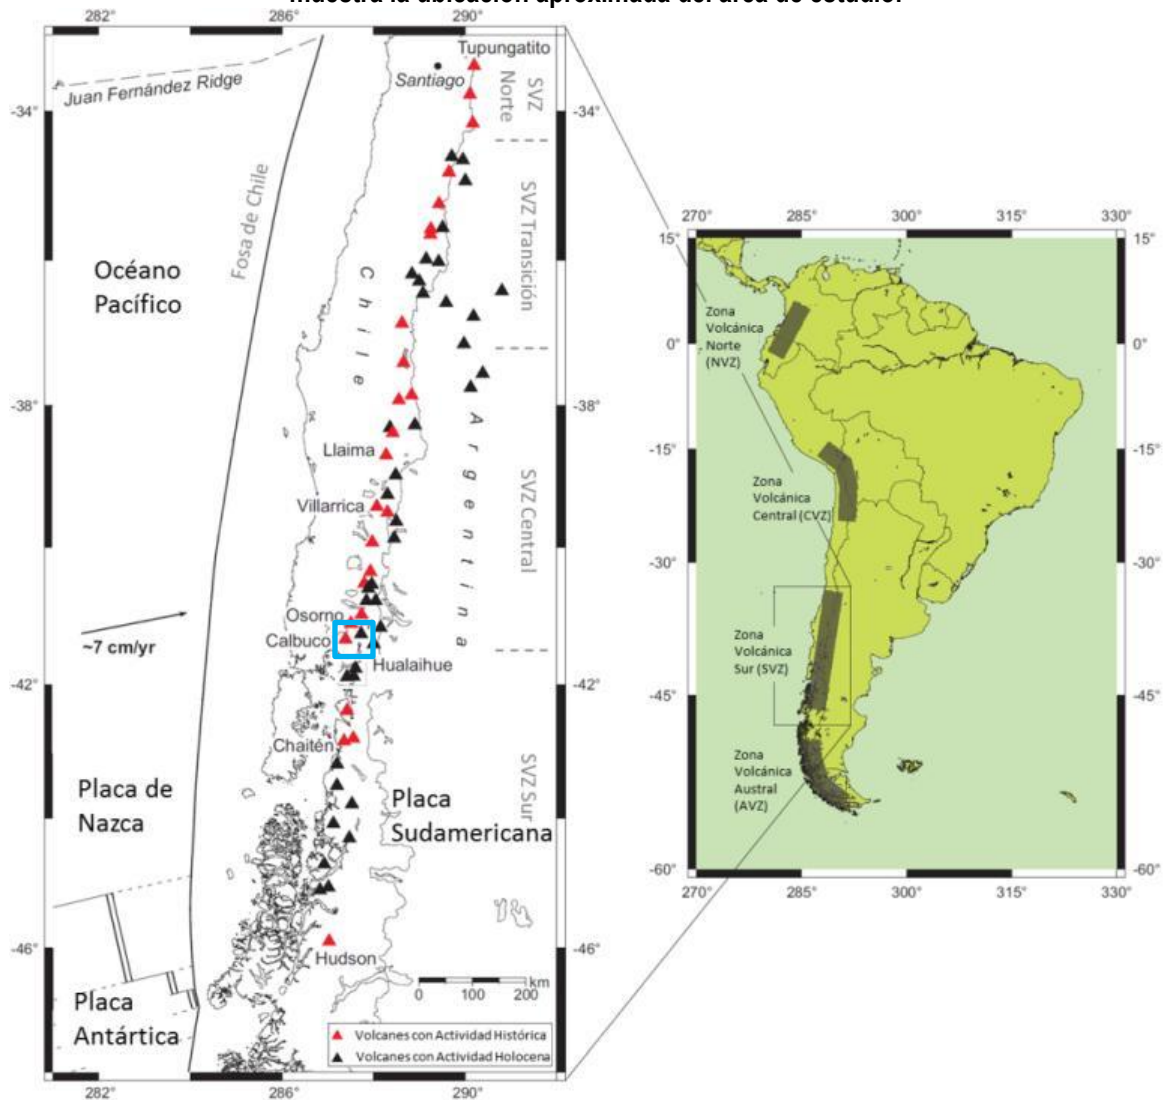 muestra la ubicación aproximada del área de estudio.
282°
286°
290°
Tupungatito
Santiago
Juan Fernández Ridge
SVZ
Norte
-34°
-34°
Fosa de Chile
SVZ Transición
Océano
Pacífico
Chile
-38°
-38°
Argentina
Llaima
Villarrica
SVZ Central
Osorno
Calbuco
~7 cm/yr
Hualaihue
-42°
-42°
Chaitén
SVZ Sur
Placa de
Nazca
Placa
Sudamericana
-46°
-46°
Hudson
km
0 100 200
Placa
Antártica
Volcanes con Actividad Histórica
Volcanes con Actividad Holocena
282°
286°
290°
270° 285° 300° 315° 330°
15°
15°
Zona
Volcánica
Norte
(NVZ)
0°
0°
-15°
-15°
Zona
Volcánica
Central (CVZ)
-30°
-30°
Zona
Volcánica
Sur (SVZ)
-45°
-45°
Zona
Volcánica
Austral
(AVZ)
-60°
-60°
270° 285° 300° 315° 330°